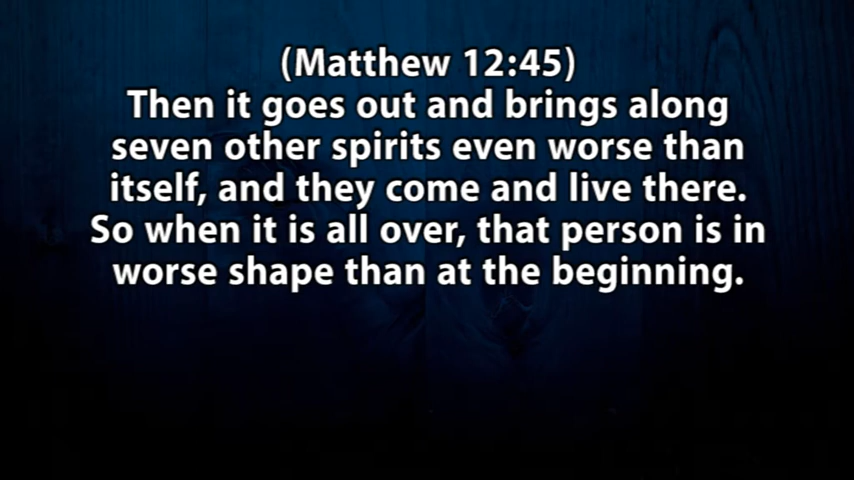 (Matthew 12:45)
Then it goes out and brings along
seven other spirits even worse than
itself, and they come and live there.
So when it is all over, that person is in
worse shape than at the beginning.